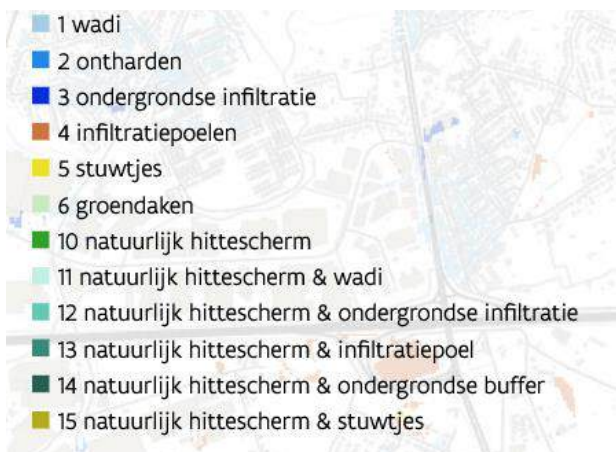 1 wadi
2 ontharden
3 ondergrondse infiltratie
4 infiltratiepoelen
5 stuwtjes
6 groendaken
10 natuurlijk hittescherm
11 natuurlijk hittescherm & wadi
12 natuurlijk hittescherm & ondergrondse infiltratie
13 natuurlijk hittescherm & infiltratiepoel
14 natuurlijk hittescherm & ondergrondse buffer
15 natuurlijk hittescherm & stuwtjes